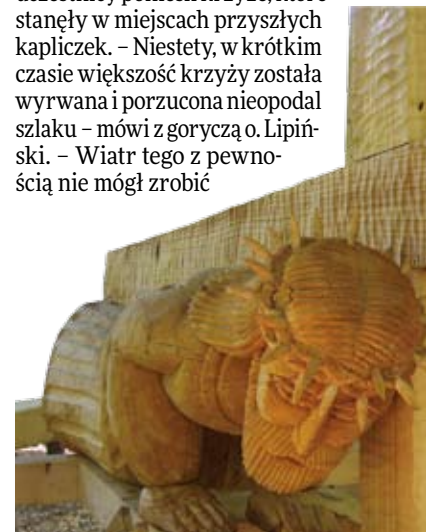 stanęły w miejscach przyszłych
kapliczek. – Niestety, w krótkim
czasie większość krzyży została
wyrwana i porzucona nieopodal
szlaku – mówi z goryczą o. Lipiń-
ski. – Wiatr tego z pewno-
ścią nie mógł zrobić